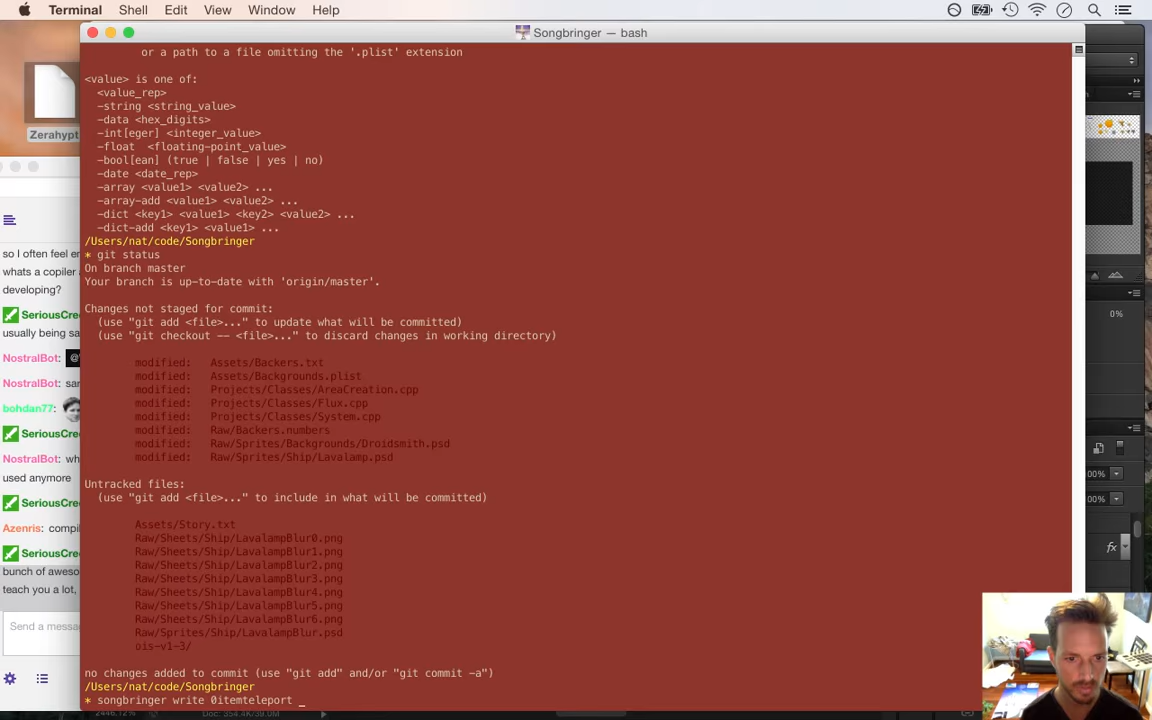 Terminal Shell Edit View Window Help
Songbringer — bash
or a path to a file omitting the '.plist' extension
<value> is one of:
<value_rep>
-string <string_value>
-data <hex_digits>
-int[eger] <integer_value>
-float <floating-point_value>
-bool[ean] (true | false | yes | no)
-date <date_rep>
-array <value1> <value2> ...
-array-add <value1> <value2> ...
-dict <key1> <value1> <key2> <value2> ...
-dict-add <key1> <value1> ...
/Users/nat/code/Songbringer
* git status
On branch master
Your branch is up-to-date with 'origin/master'.
Changes not staged for commit:
(use "git add <file>..." to update what will be committed)
(use "git checkout -- <file>..." to discard changes in working directory)
modified: Assets/Backers.txt
modified: Assets/Backgrounds.plist
modified: Projects/Classes/AreaCreation.cpp
modified: Projects/Classes/Flux.cpp
modified: Projects/Classes/System.cpp
modified: Raw/Backers.numbers
modified: Raw/Sprites/Backgrounds/Droidsmith.psd
modified: Raw/Sprites/Ship/Lavalamp.psd
Untracked files:
(use "git add <file>..." to include in what will be committed)
Assets/Story.txt
Raw/Sheets/Ship/LavalampBlur0.png
Raw/Sheets/Ship/LavalampBlur1.png
Raw/Sheets/Ship/LavalampBlur2.png
Raw/Sheets/Ship/LavalampBlur3.png
Raw/Sheets/Ship/LavalampBlur4.png
Raw/Sheets/Ship/LavalampBlur5.png
Raw/Sheets/Ship/LavalampBlur6.png
Raw/Sprites/Ship/LavalampBlur.psd
ois-v1-3/
no changes added to commit (use "git add" and/or "git commit -a")
/Users/nat/code/Songbringer
* songbringer write 0itemteleport _
Zerahypt
so I often feel
whats a copiler
developing?
SeriousCre
usually being
NostralBot:
NostralBot:
bohdan77:
SeriousCre
NostralBot:
used anymore
SeriousCre
Azenris: compi
SeriousCre
bunch of
teach you a lot,
Send a messa
0%
00%
00%
fx